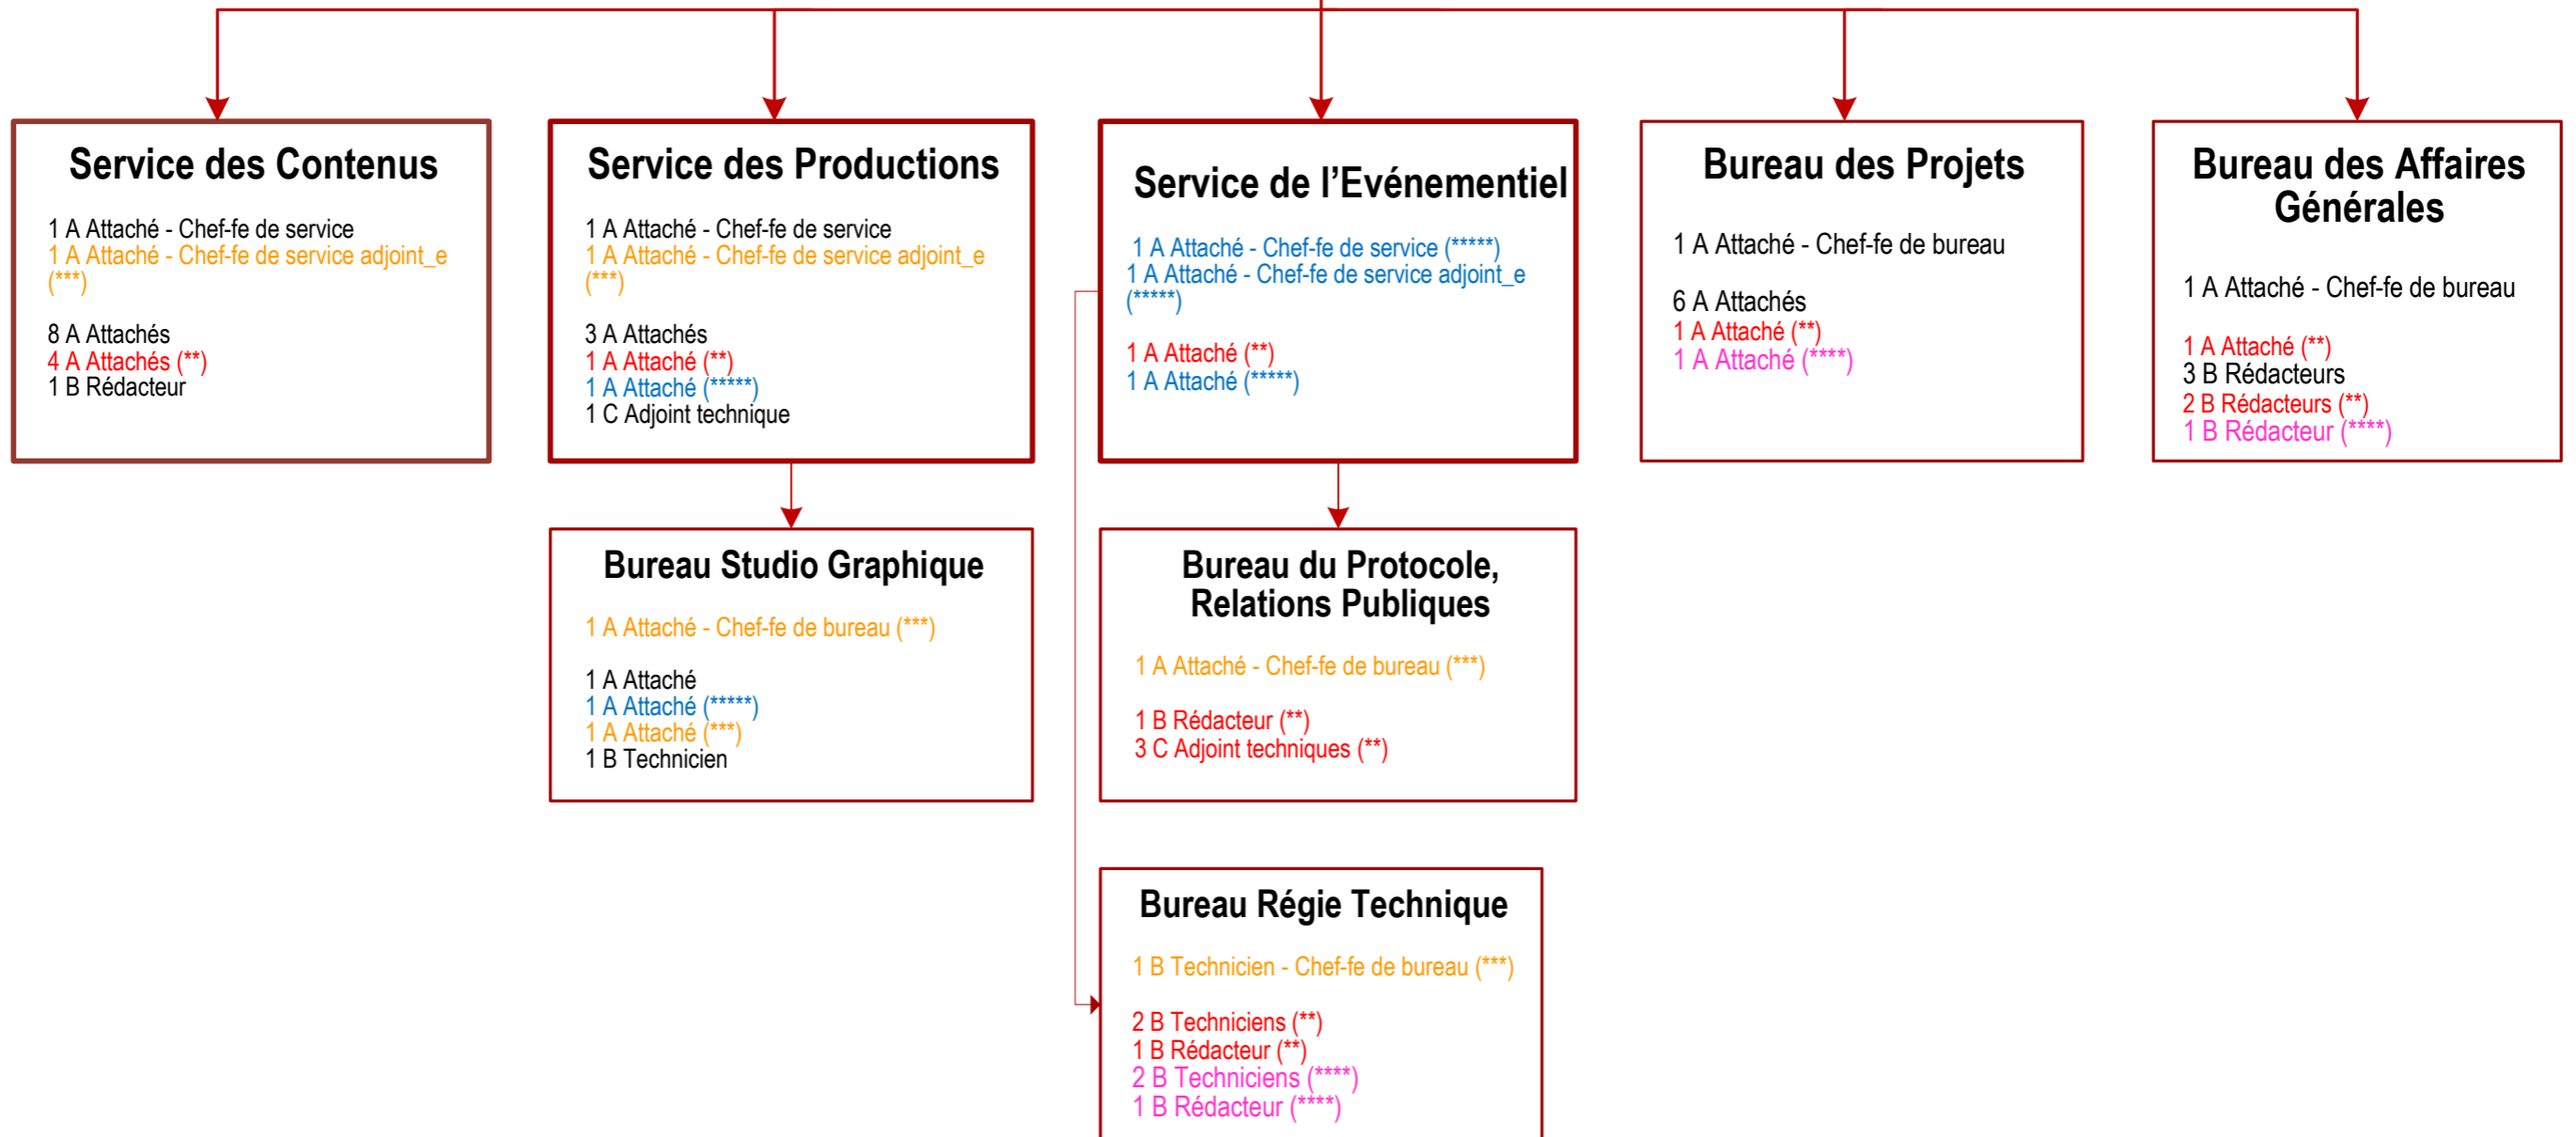 Service des Contenus
1 A Attaché - Chef-fe de service
1 A Attaché - Chef-fe de service adjoint_e
(***)
8 A Attachés
4 A Attachés (**)
1 B Rédacteur
Service des Productions
1 A Attaché - Chef-fe de service
1 A Attaché - Chef-fe de service adjoint_e
(***)
3 A Attachés
1 A Attaché (**)
1 A Attaché (*****)
1 C Adjoint technique
Service de l’Evénementiel
1 A Attaché - Chef-fe de service (*****)
1 A Attaché - Chef-fe de service adjoint_e
(*****)
1 A Attaché (**)
1 A Attaché (*****)
Bureau des Projets
1 A Attaché - Chef-fe de bureau
6 A Attachés
1 A Attaché (**)
1 A Attaché (****)
Bureau des Affaires
Générales
1 A Attaché - Chef-fe de bureau
1 A Attaché (**)
3 B Rédacteurs
2 B Rédacteurs (**)
1 B Rédacteur (****)
Bureau Studio Graphique
1 A Attaché - Chef-fe de bureau (***)
1 A Attaché
1 A Attaché (*****)
1 A Attaché (***)
1 B Technicien
Bureau du Protocole,
Relations Publiques
1 A Attaché - Chef-fe de bureau (***)
1 B Rédacteur (**)
3 C Adjoint techniques (**)
Bureau Régie Technique
1 B Technicien - Chef-fe de bureau (***)
2 B Techniciens (**)
1 B Rédacteur (**)
2 B Techniciens (****)
1 B Rédacteur (****)